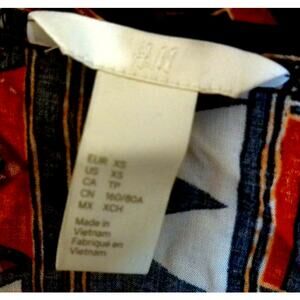 H&M
EUR XS
US XS
CA TP
CN 160/80A
MX XCH
Made in
Vietnam
Fabriqué en
Vietnam